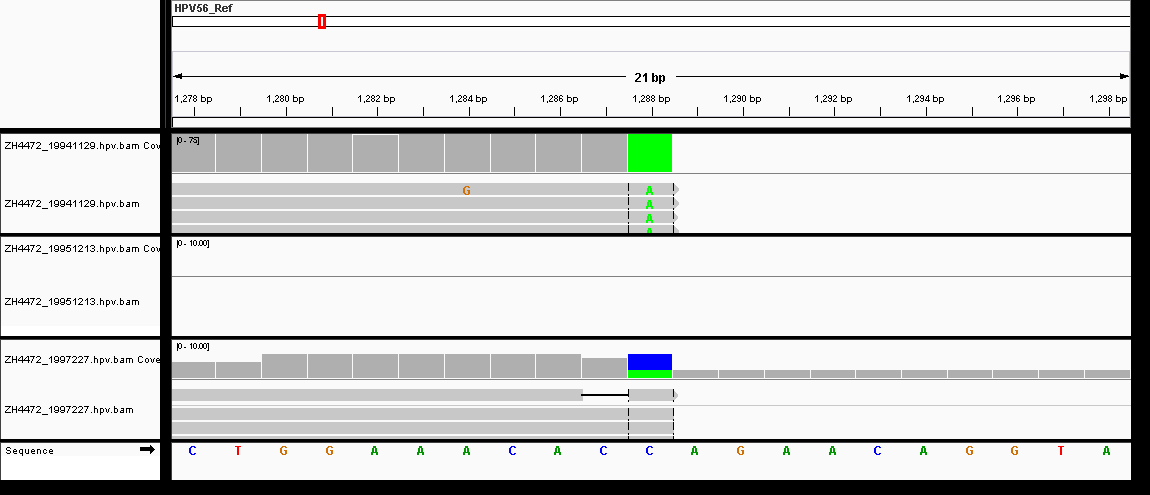 HPV56_Ref
21 bp
1,278 bp 1,280 bp 1,282 bp 1,284 bp 1,286 bp 1,288 bp 1,290 bp 1,292 bp 1,294 bp 1,296 bp 1,298 bp
ZH4472_19941129.hpv.bam Cov
[0 - 75]
G A
ZH4472_19941129.hpv.bam
A
A
A
ZH4472_19951213.hpv.bam Cov
[0 - 10.00]
ZH4472_19951213.hpv.bam
[0 - 10.00]
ZH4472_1997227.hpv.bam Cove
ZH4472_1997227.hpv.bam
Sequence C T G G A A A C A C C A G A A C A G G T A